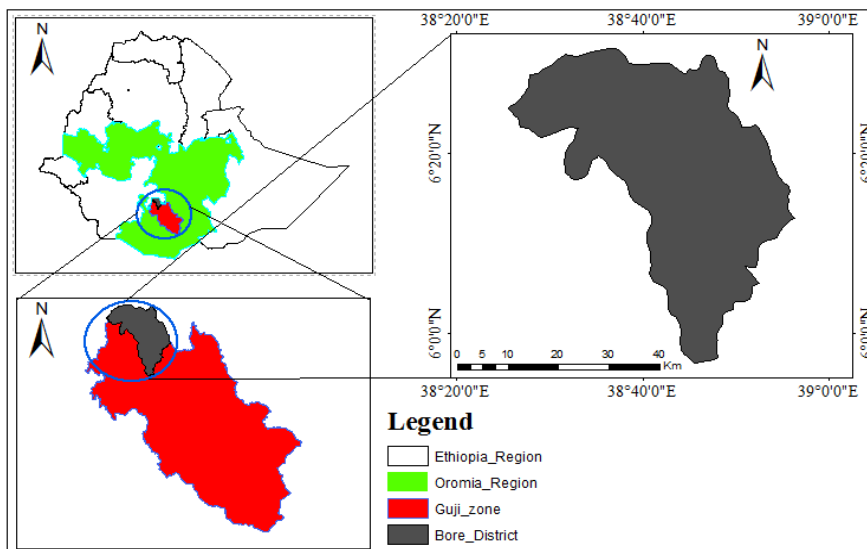 38°20'0"E 38°40'0"E 39°0'0"E
N
N
6°20'0"N
6°20'0"N
N
6°0'0"N
6°0'0"N
0 5 10 20 30 40
Km
38°20'0"E 38°40'0"E 39°0'0"E
Legend
Ethiopia_Region
Oromia_Region
Guji_zone
Bore_District